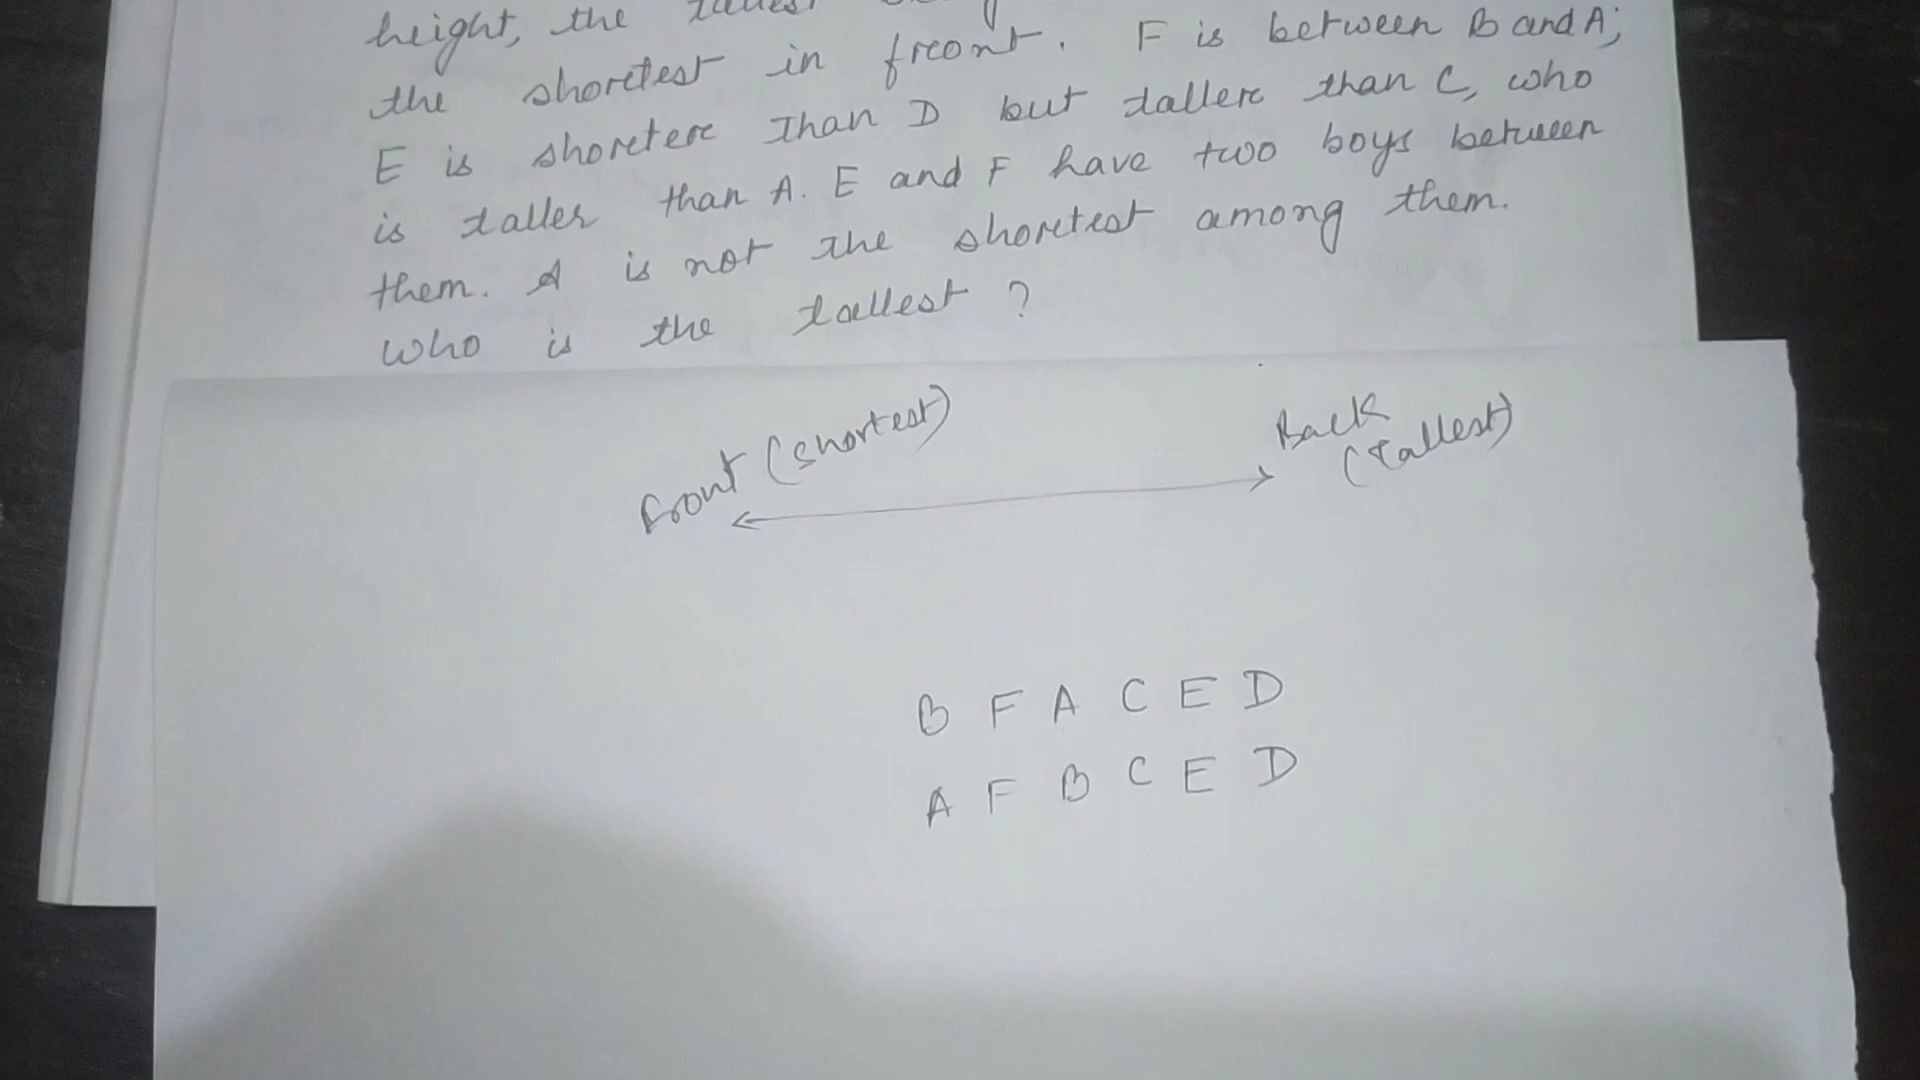 height, the
the shortest in front. F is between B and A;
E is shorter than D but taller than C, who
is taller than A. E and F have two boys between
them. A is not the shortest among them.
Who is the tallest ?
Front (shortest)
Back
(tallest)
B F A C E D
A F B C E D